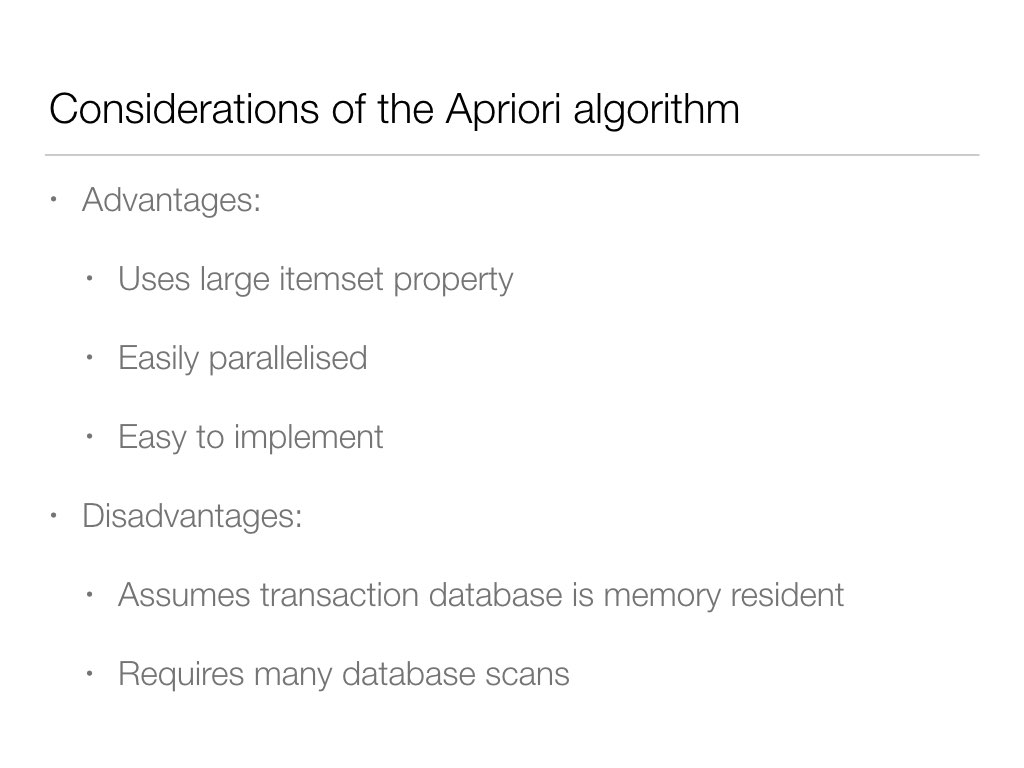 Considerations of the Apriori algorithm
• Advantages:
• Uses large itemset property
• Easily parallelised
• Easy to implement
• Disadvantages:
• Assumes transaction database is memory resident
• Requires many database scans